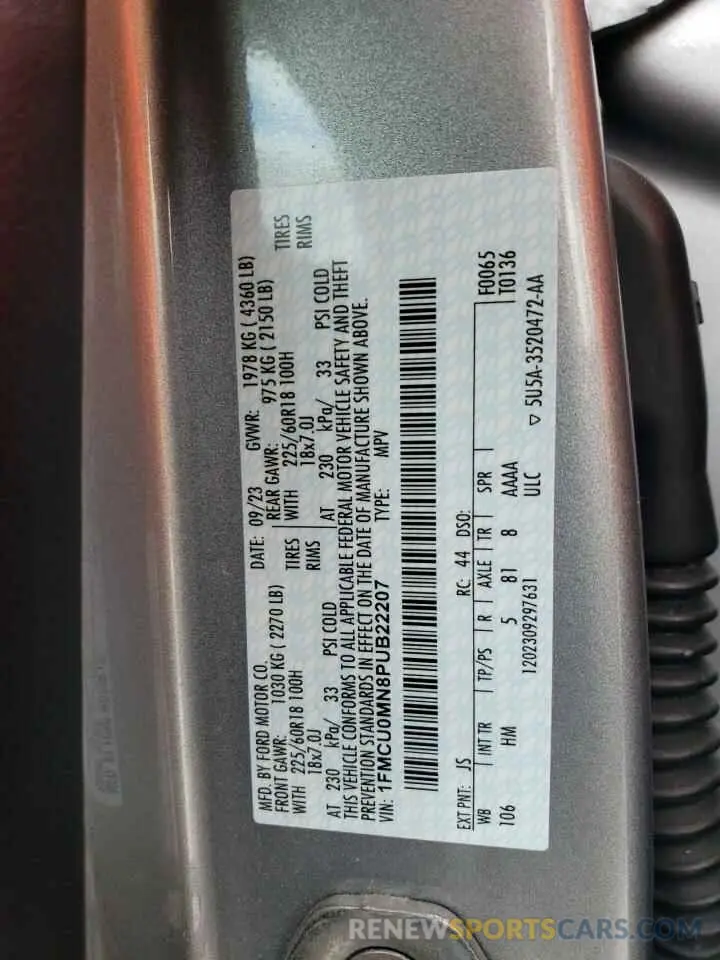 MFD. BY FORD MOTOR CO.
DATE: 09/23 GVWR: 1978 KG ( 4360 LB)
FRONT GAWR: 1030 KG ( 2270 LB)
REAR GAWR: 975 KG ( 2150 LB)
WITH 225/60R18 100H TIRES
WITH 225/60R18 100H TIRES
18x7.0J RIMS
18x7.0J RIMS
AT 230 kPa/ 33 PSI COLD
AT 230 kPa/ 33 PSI COLD
THIS VEHICLE CONFORMS TO ALL APPLICABLE FEDERAL MOTOR VEHICLE SAFETY AND THEFT
PREVENTION STANDARDS IN EFFECT ON THE DATE OF MANUFACTURE SHOWN ABOVE.
VIN: 1FMCU0MN8PUB22207 TYPE: MPV
EXT PNT: JS RC: 44 DSO: F0065
WB INT TR TP/PS R AXLE TR SPR T0136
106 HM 5 81 8 AAAA
120230927631 ULC
▽ 5U5A-3520472-AA
RENEWSPORTSCARS.COM